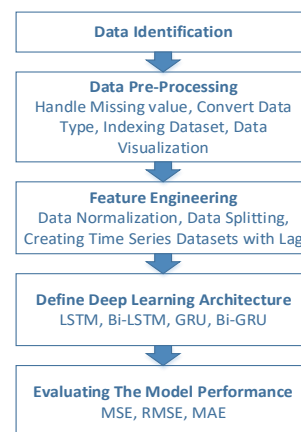 Data Identification
Data Pre-Processing
Handle Missing value, Convert Data
Type, Indexing Dataset, Data
Visualization
Feature Engineering
Data Normalization, Data Splitting,
Creating Time Series Datasets with Lag
Define Deep Learning Architecture
LSTM, Bi-LSTM, GRU, Bi-GRU
Evaluating The Model Performance
MSE, RMSE, MAE